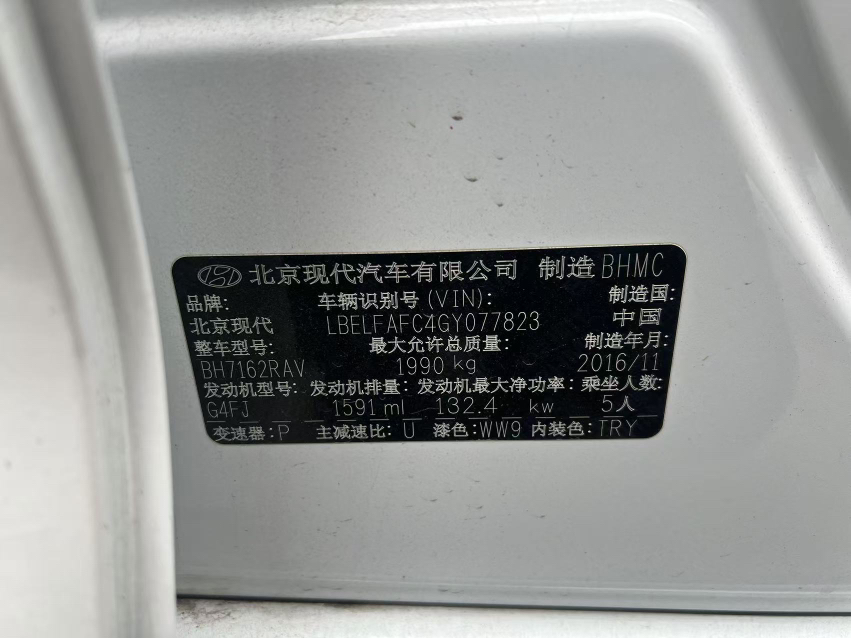 北京现代汽车有限公司 制造 BHMC
品牌: 车辆识别号(VIN): 制造国:
北京现代 LBELFAFC4GY077823 中国
整车型号: 最大允许总质量: 制造年月:
BH7162RAV 1990 kg 2016/11
发动机型号: 发动机排量: 发动机最大净功率: 乘坐人数:
G4FJ 1591 ml 132.4 kw 5人
变速器: P 主减速比: U 漆色: WW9 内装色: TRY